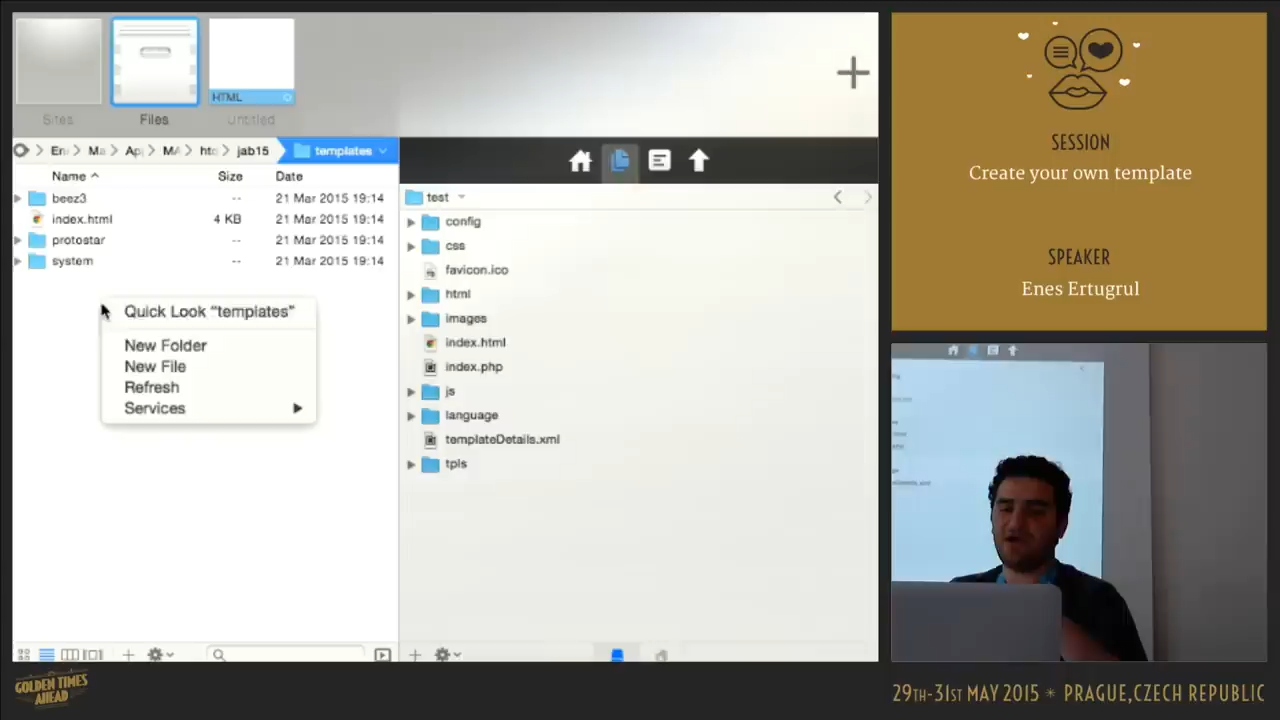 Sites
Files
HTML
Untitled
jab15
templates
Name
Size
Date
beez3
--
21 Mar 2015 19:14
index.html
4 KB
21 Mar 2015 19:14
protostar
--
21 Mar 2015 19:14
system
--
21 Mar 2015 19:14
Quick Look "templates"
New Folder
New File
Refresh
Services
test
config
css
favicon.ico
html
images
index.html
index.php
js
language
templateDetails.xml
tpls
SESSION
Create your own template
SPEAKER
Enes Ertugrul
GOLDEN TIMES
AHEAD
29TH-31ST MAY 2015 * PRAGUE,CZECH REPUBLIC